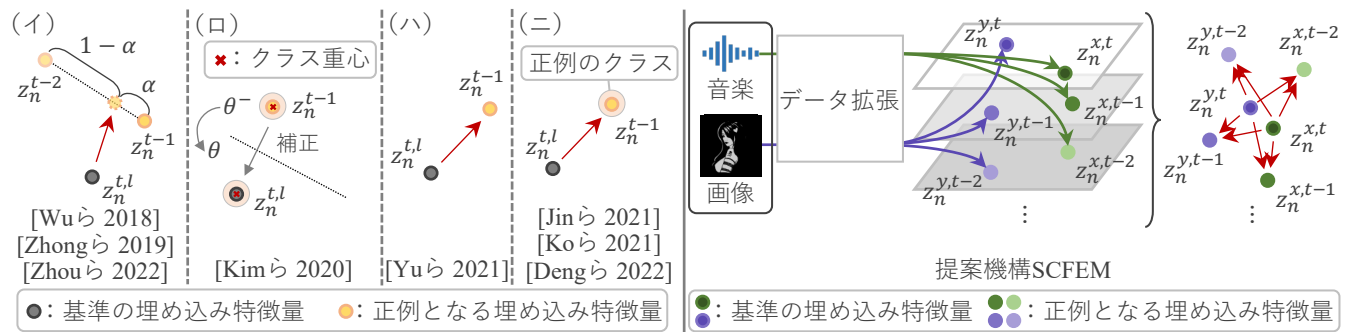 (イ)
1 − α
α
z_n^{t−2}
z_n^{t−1}
z_n^{t,l}
[Wuら 2018]
[Zhongら 2019]
[Zhouら 2022]
(ロ)
×: クラス重心
θ^−
z_n^{t−1}
補正
θ
z_n^{t,l}
[Kimら 2020]
(ハ)
z_n^{t−1}
z_n^{t,l}
[Yuら 2021]
(ニ)
正例のクラス
z_n^{t−1}
z_n^{t,l}
[Jinら 2021]
[Koら 2021]
[Dengら 2022]
: 基準の埋め込み特徴量 : 正例となる埋め込み特徴量
音楽
画像
データ拡張
z_n^{y,t}
z_n^{x,t}
z_n^{x,t−1}
z_n^{y,t−1}
z_n^{x,t−2}
z_n^{y,t−2}
⋮
z_n^{y,t−2}
z_n^{x,t−2}
z_n^{y,t}
z_n^{x,t}
z_n^{y,t−1}
z_n^{x,t−1}
⋮
提案機構SCFEM
: 基準の埋め込み特徴量 : 正例となる埋め込み特徴量